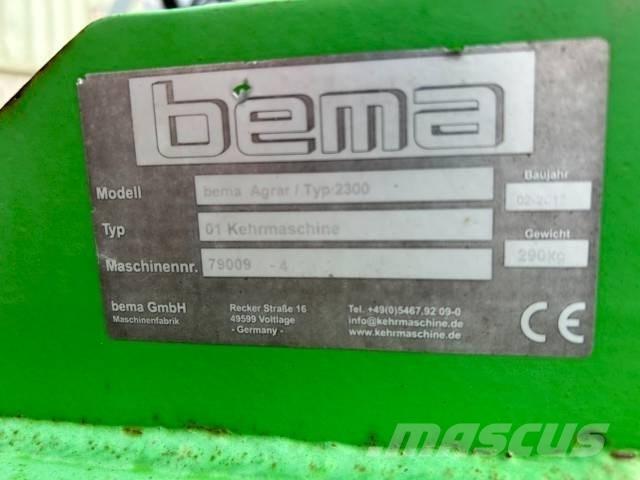 bema
Modell bema Agrar / Typ 2300
Baujahr
Typ 01 Kehrmaschine
Gewicht
290kg
Maschinennr. 79009 -4
bema GmbH
Maschinenfabrik
Recker Straße 16
49599 Voltlage
- Germany -
Tel. +49(0)5467.92 09-0
info@kehrmaschine.de
www.kehrmaschine.de
CE
mascus